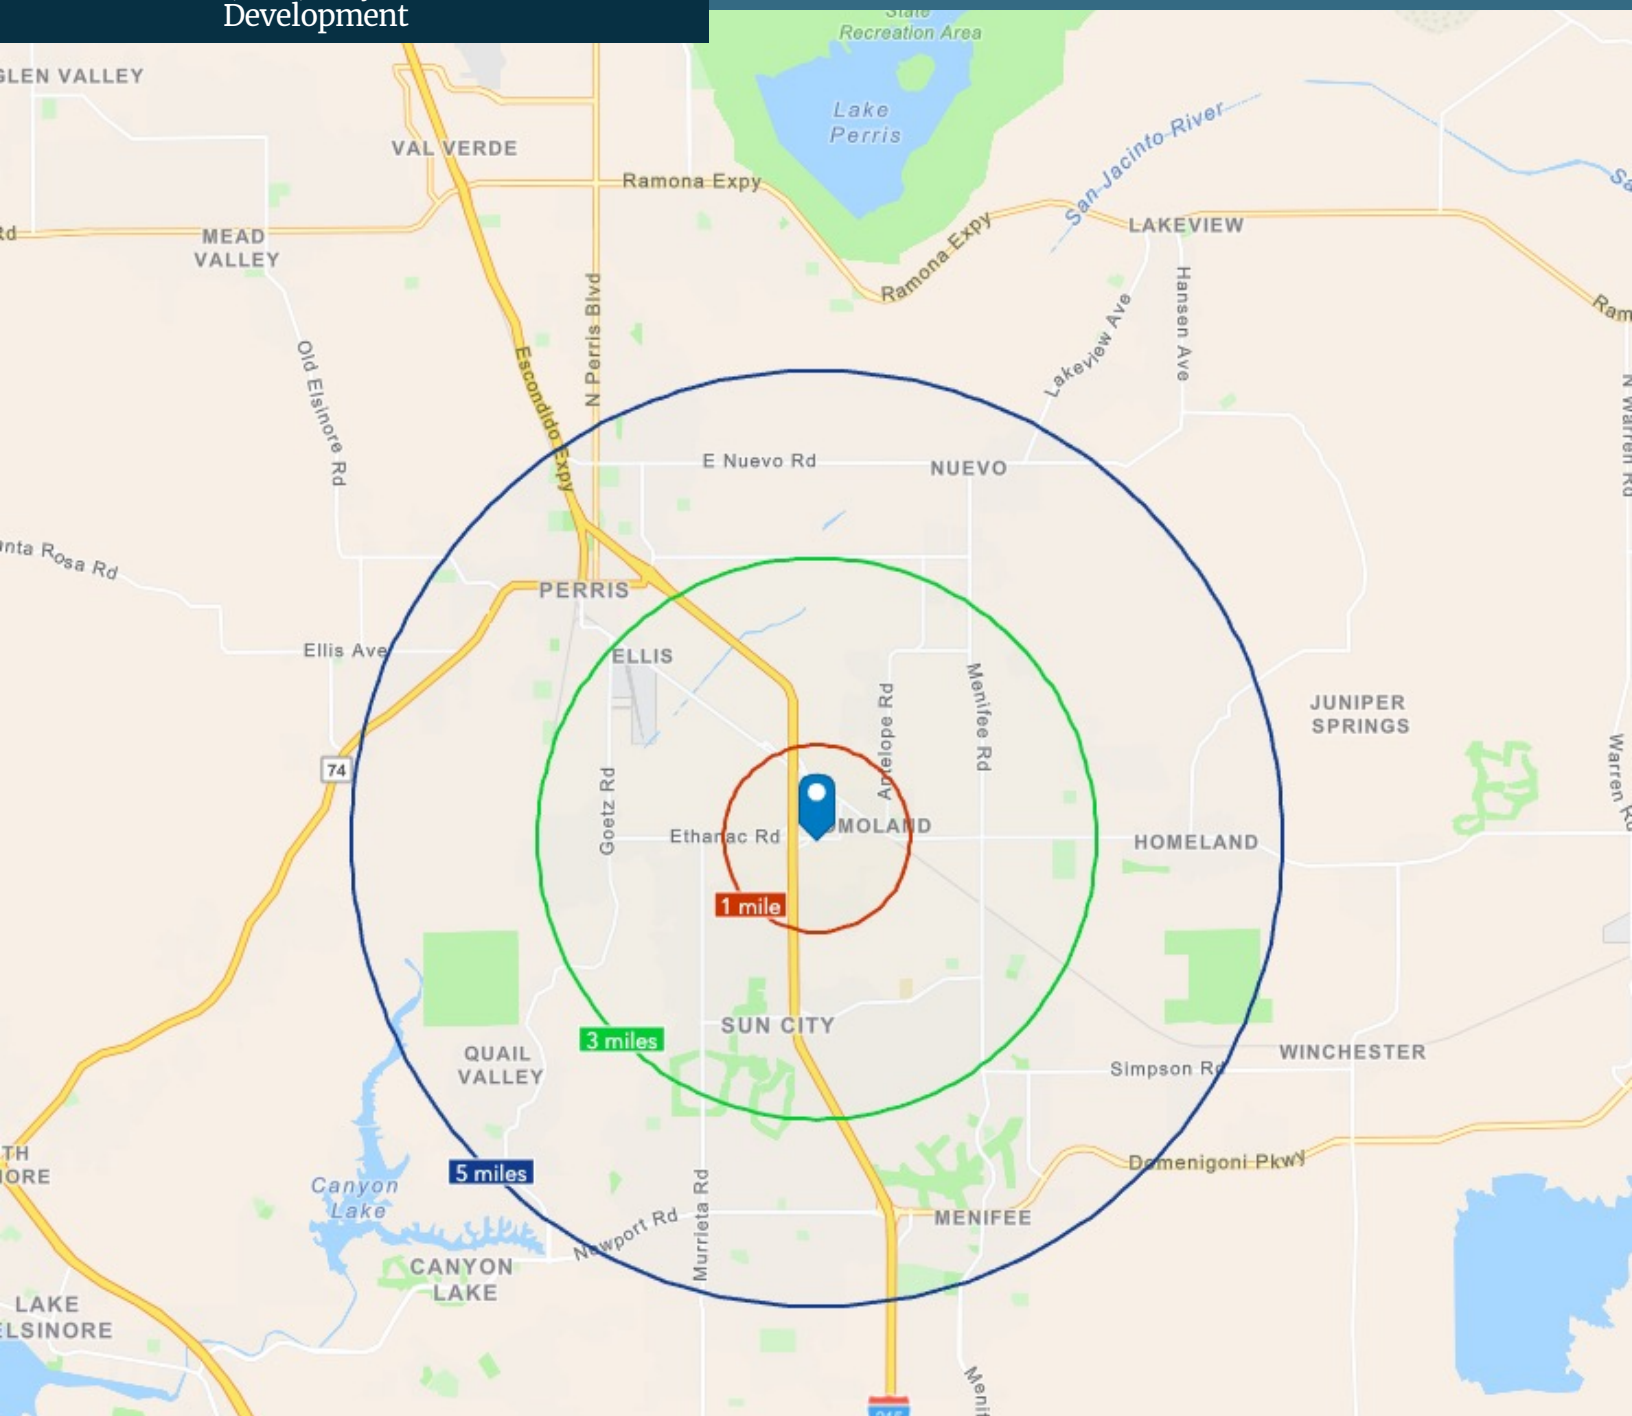 Development
State
Recreation Area
GLEN VALLEY
Lake
Perris
San Jacinto River
VAL VERDE
Ramona Expy
Rd
MEAD
VALLEY
Ramona Expy
LAKEVIEW
Ram
N Perris Blvd
Hansen Ave
Lakeview Ave
Old Elsinore Rd
Escondido Expy
N Warren Rd
E Nuevo Rd
NUEVO
anta Rosa Rd
PERRIS
Ellis Ave
ELLIS
Menifee Rd
Antelope Rd
JUNIPER
SPRINGS
Warren Rd
74
Goetz Rd
Ethanac Rd
OMOLAND
HOMELAND
1 mile
SUN CITY
3 miles
QUAIL
VALLEY
WINCHESTER
Simpson Rd
TH
ORE
5 miles
Domenigoni Pkwy
Canyon
Lake
Newport Rd
Murrieta Rd
MENIFEE
CANYON
LAKE
LAKE
ELSINORE
Menif